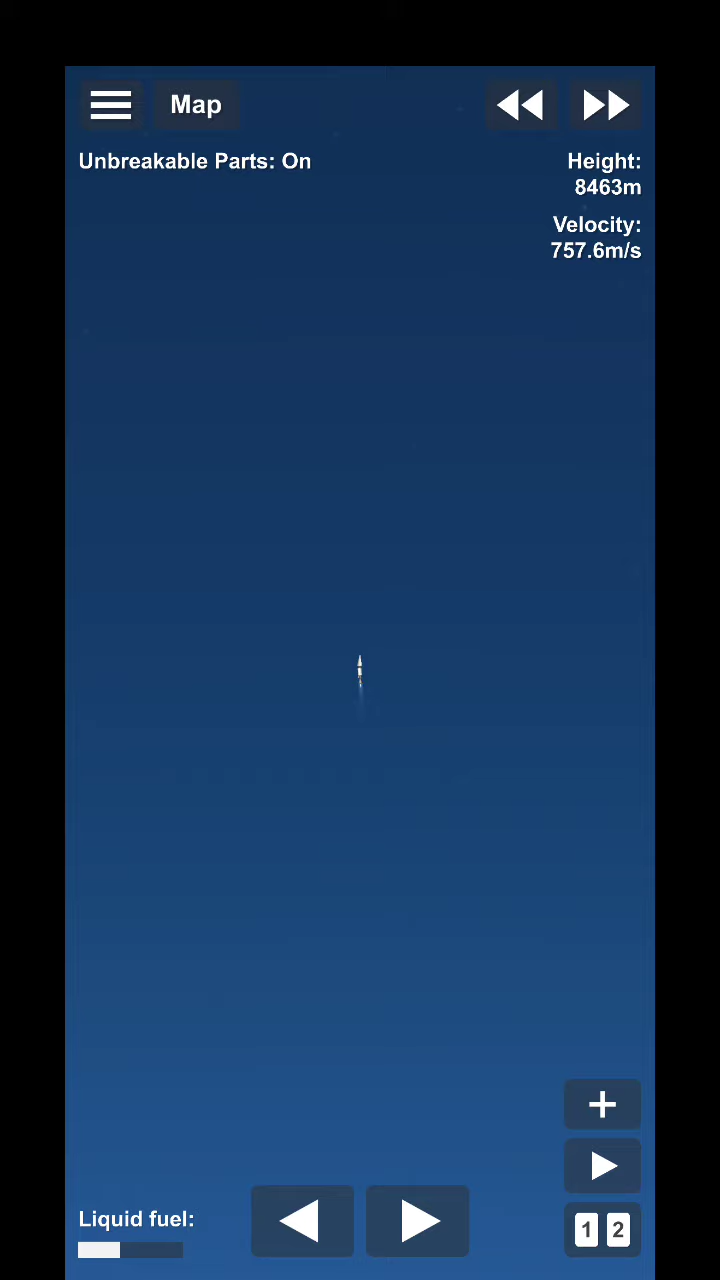 Map
Unbreakable Parts: On
Height:
8463m
Velocity:
757.6m/s
Liquid fuel:
1 2